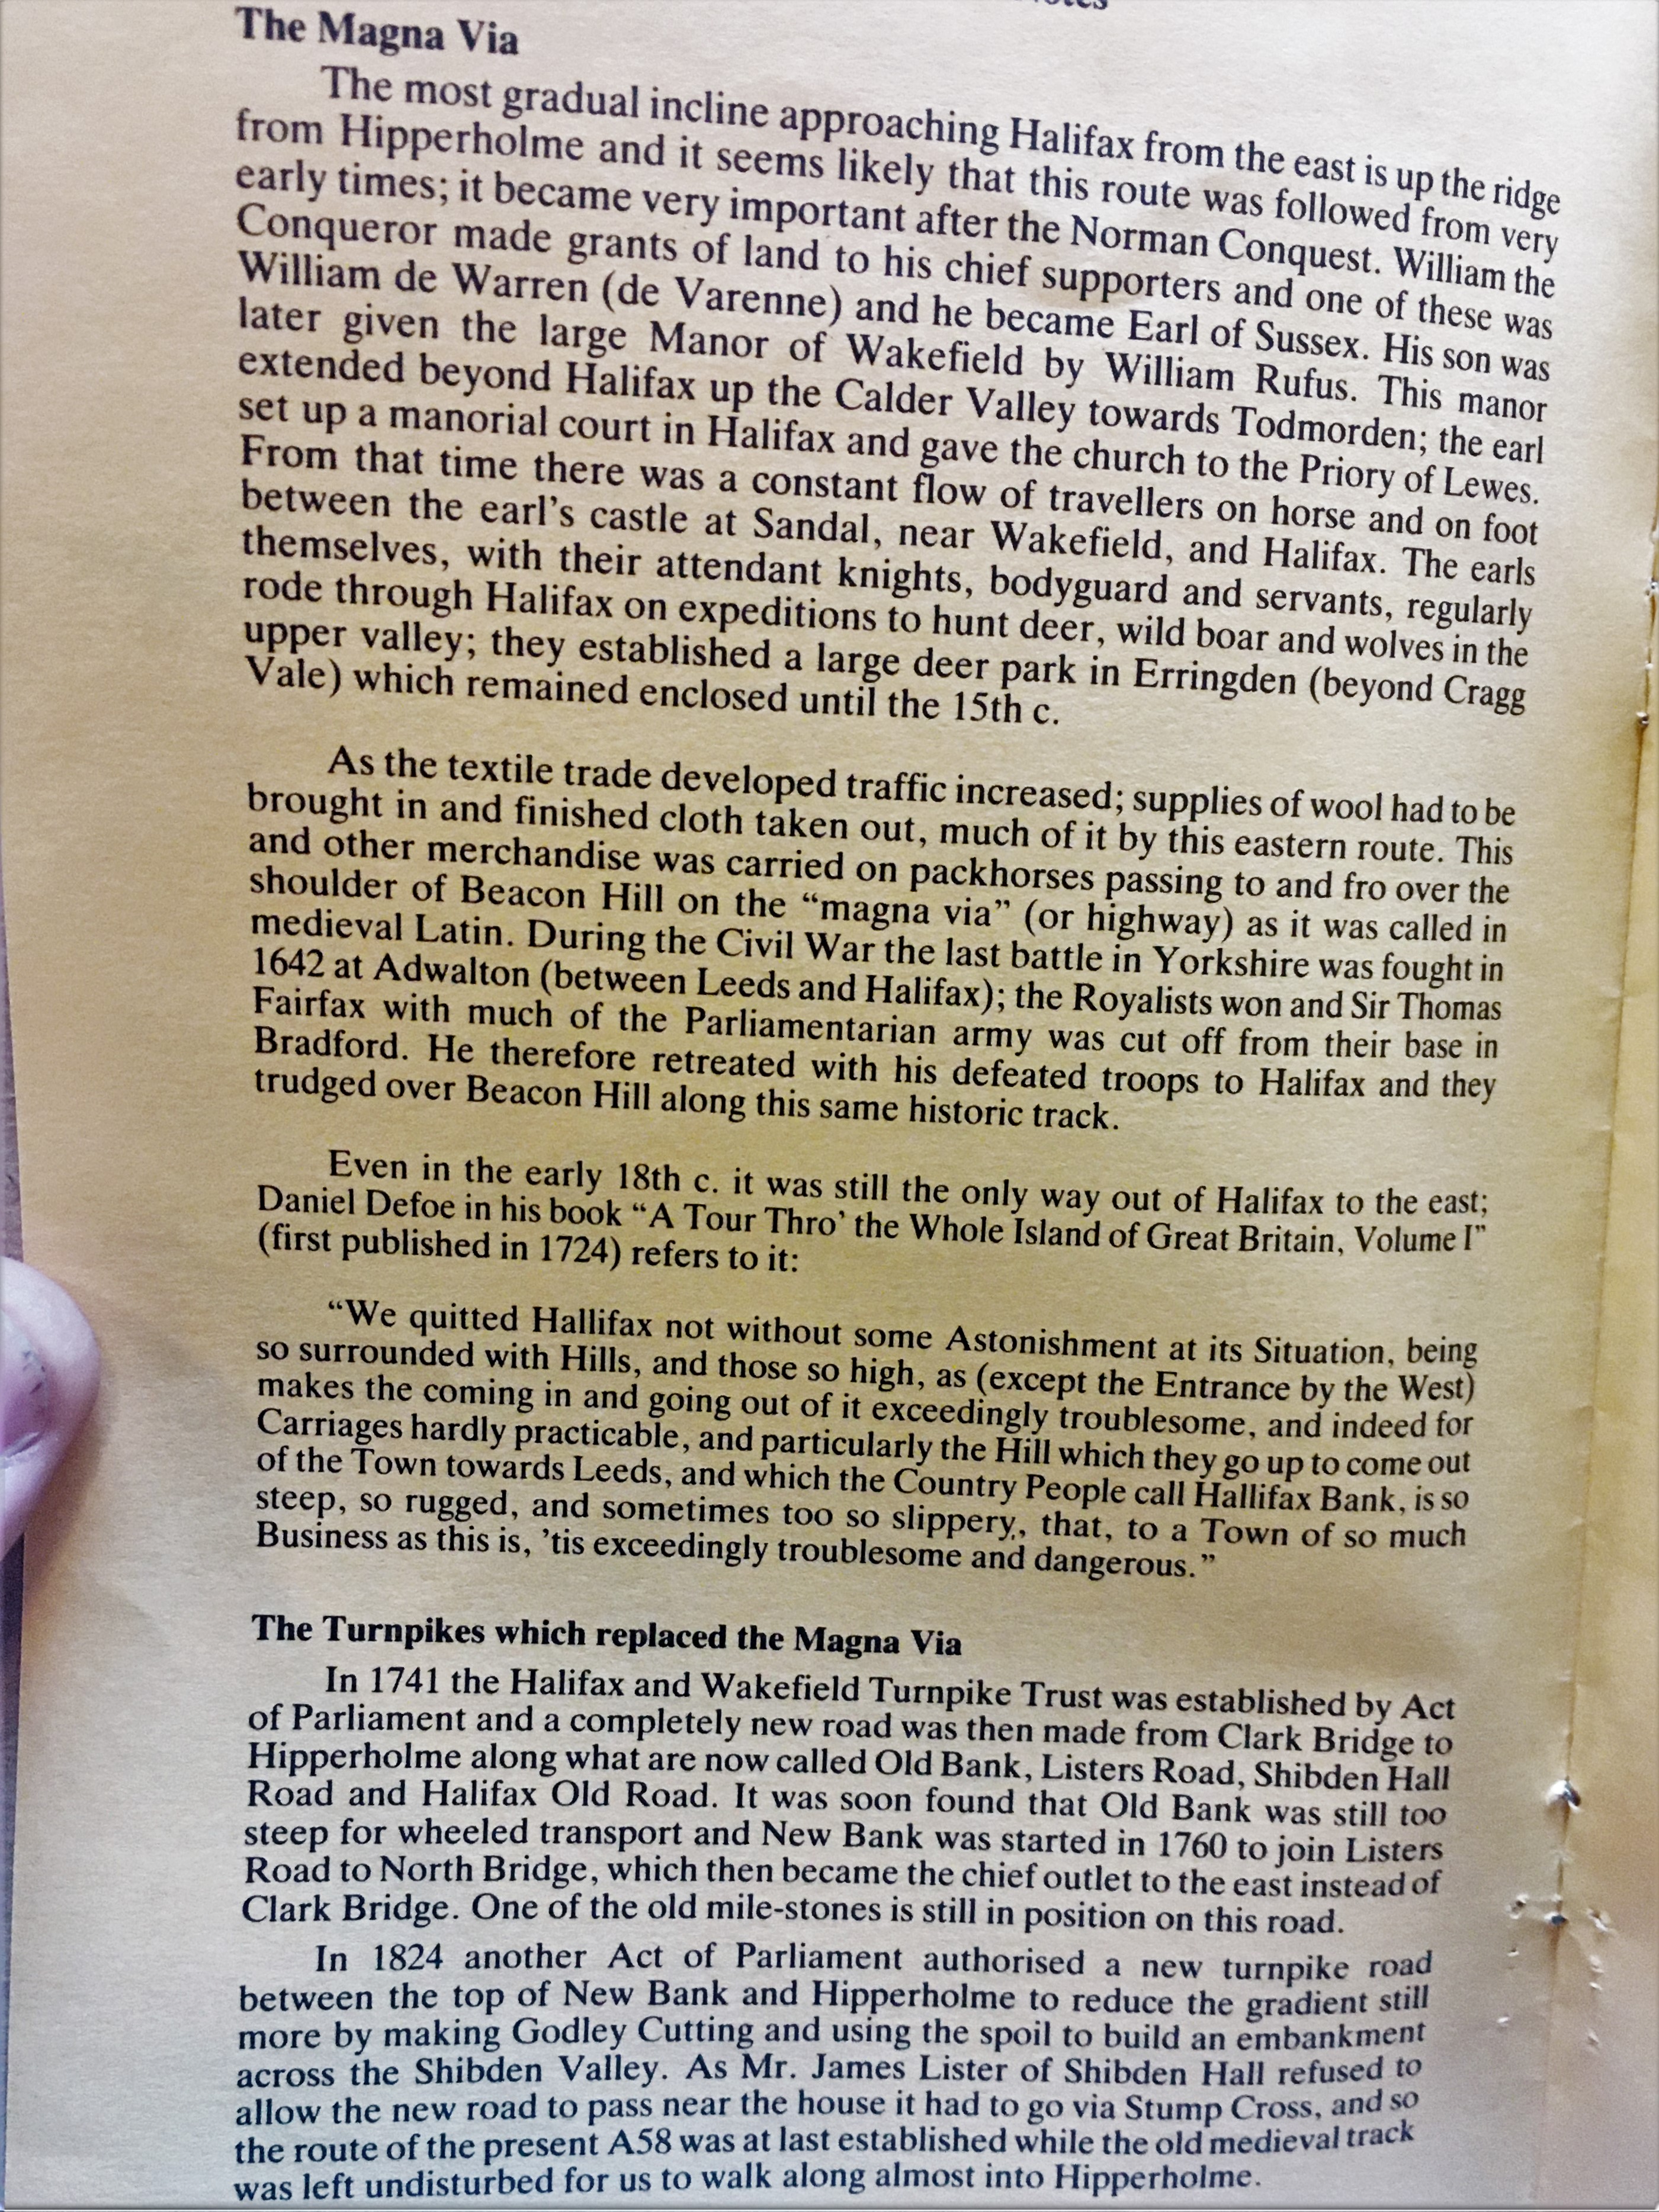 The Magna Via
The most gradual incline approaching Halifax from the east is up the ridge
from Hipperholme and it seems likely that this route was followed from very
early times; it became very important after the Norman Conquest. William the
Conqueror made grants of land to his chief supporters and one of these was
William de Warren (de Varenne) and he became Earl of Sussex. His son was
later given the large Manor of Wakefield by William Rufus. This manor
extended beyond Halifax up the Calder Valley towards Todmorden; the earl
set up a manorial court in Halifax and gave the church to the Priory of Lewes.
From that time there was a constant flow of travellers on horse and on foot
between the earl's castle at Sandal, near Wakefield, and Halifax. The earls
themselves, with their attendant knights, bodyguard and servants, regularly
rode through Halifax on expeditions to hunt deer, wild boar and wolves in the
upper valley; they established a large deer park in Erringden (beyond Cragg
Vale) which remained enclosed until the 15th c.
As the textile trade developed traffic increased; supplies of wool had to be
brought in and finished cloth taken out, much of it by this eastern route. This
and other merchandise was carried on packhorses passing to and fro over the
shoulder of Beacon Hill on the “magna via” (or highway) as it was called in
medieval Latin. During the Civil War the last battle in Yorkshire was fought in
1642 at Adwalton (between Leeds and Halifax); the Royalists won and Sir Thomas
Fairfax with much of the Parliamentarian army was cut off from their base in
Bradford. He therefore retreated with his defeated troops to Halifax and they
trudged over Beacon Hill along this same historic track.
Even in the early 18th c. it was still the only way out of Halifax to the east;
Daniel Defoe in his book “A Tour Thro’ the Whole Island of Great Britain, Volume I”
(first published in 1724) refers to it:
“We quitted Hallifax not without some Astonishment at its Situation, being
so surrounded with Hills, and those so high, as (except the Entrance by the West)
makes the coming in and going out of it exceedingly troublesome, and indeed for
Carriages hardly practicable, and particularly the Hill which they go up to come out
of the Town towards Leeds, and which the Country People call Hallifax Bank, is so
steep, so rugged, and sometimes too so slippery, that, to a Town of so much
Business as this is, ’tis exceedingly troublesome and dangerous.”
The Turnpikes which replaced the Magna Via
In 1741 the Halifax and Wakefield Turnpike Trust was established by Act
of Parliament and a completely new road was then made from Clark Bridge to
Hipperholme along what are now called Old Bank, Listers Road, Shibden Hall
Road and Halifax Old Road. It was soon found that Old Bank was still too
steep for wheeled transport and New Bank was started in 1760 to join Listers
Road to North Bridge, which then became the chief outlet to the east instead of
Clark Bridge. One of the old mile-stones is still in position on this road.
In 1824 another Act of Parliament authorised a new turnpike road
between the top of New Bank and Hipperholme to reduce the gradient still
more by making Godley Cutting and using the spoil to build an embankment
across the Shibden Valley. As Mr. James Lister of Shibden Hall refused to
allow the new road to pass near the house it had to go via Stump Cross, and so
the route of the present A58 was at last established while the old medieval track
was left undisturbed for us to walk along almost into Hipperholme.